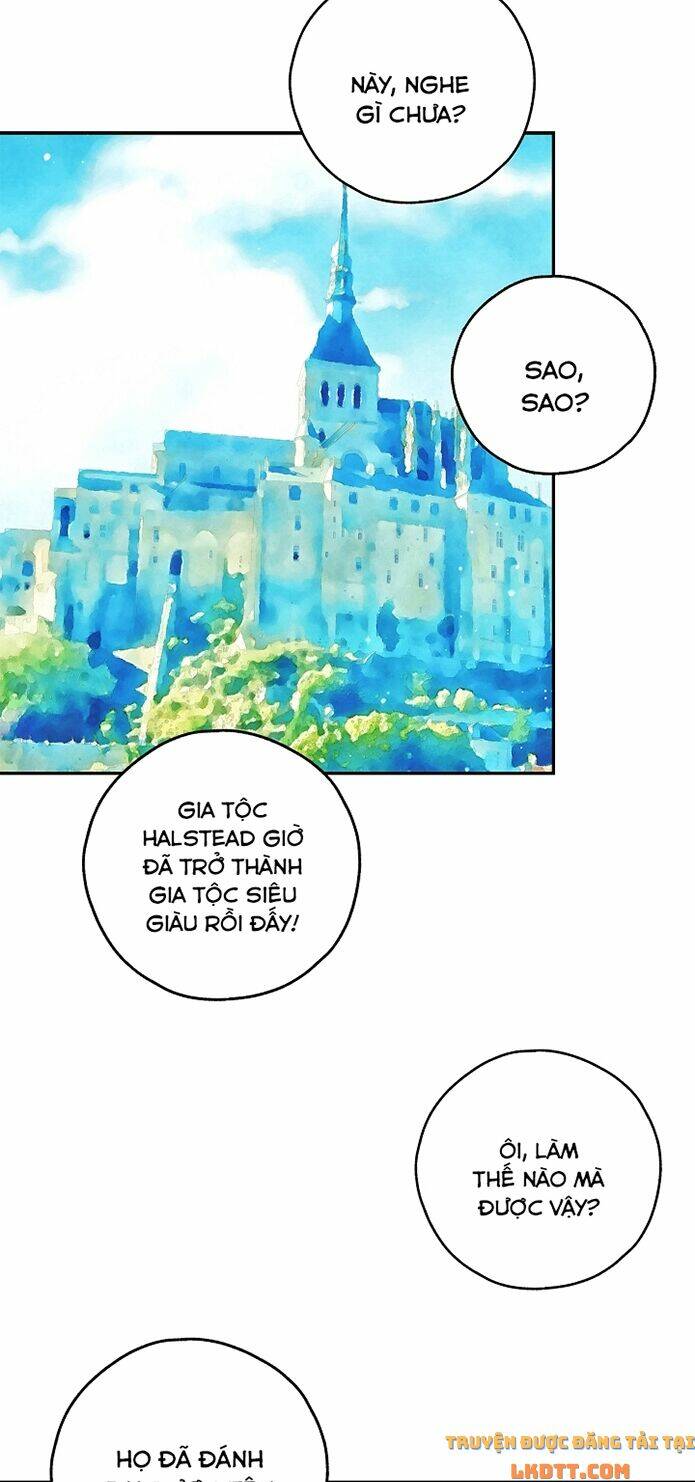 NÀY, NGHE
GÌ CHƯA?
SAO,
SAO?
GIA TỘC
HALSTEAD GIỜ
ĐÃ TRỞ THÀNH
GIA TỘC SIÊU
GIÀU RỒI ĐẤY!
ÔI, LÀM
THẾ NÀO MÀ
ĐƯỢC VẬY?
HỌ ĐÃ ĐÁNH
TRUYỆN ĐƯỢC ĐĂNG TẢI TẠI
LKDTT.COM